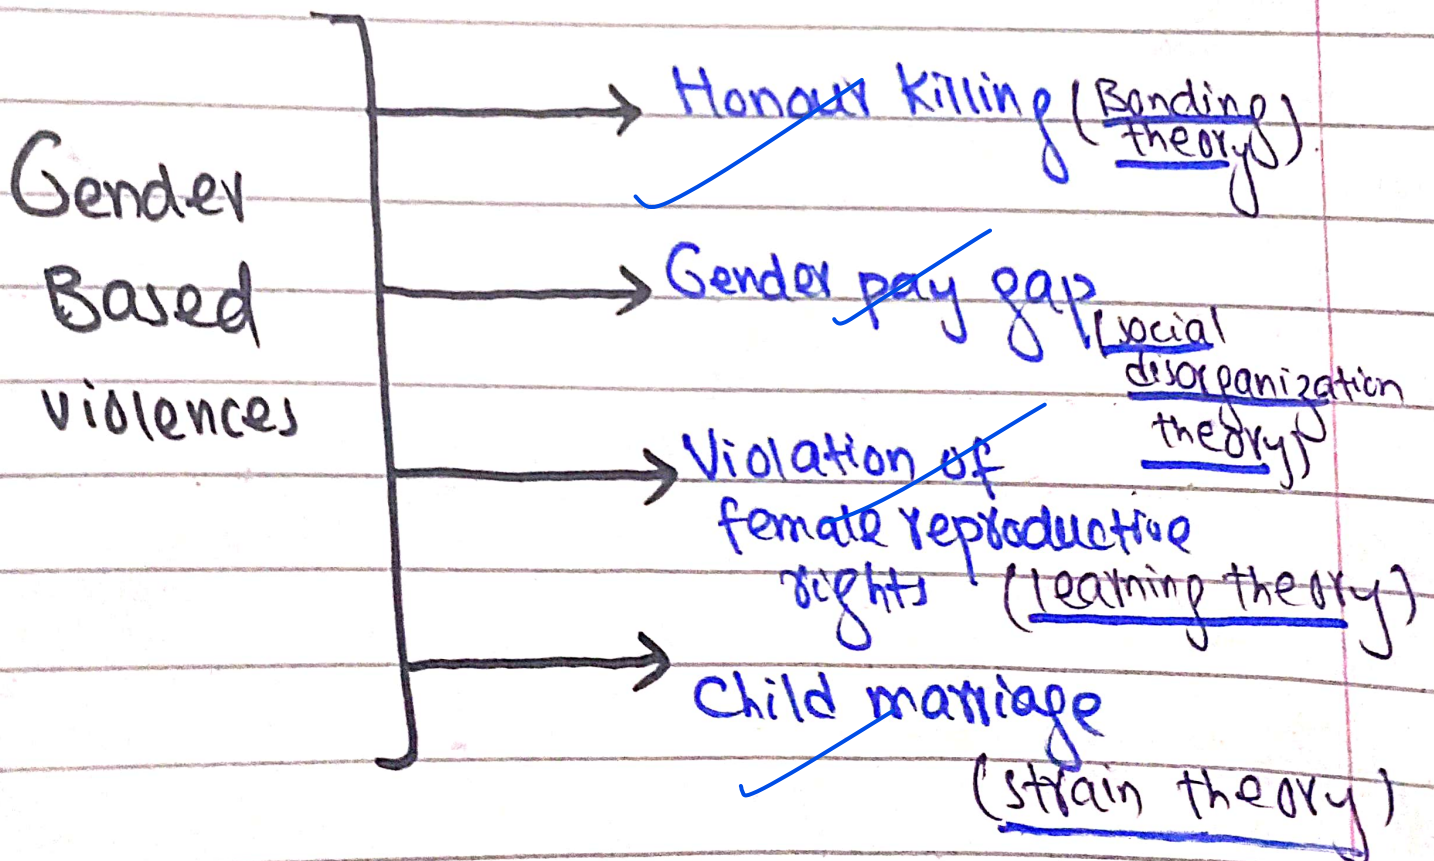 Gender
Based
violences
Honour Killing (Bonding
theory).
Gender pay gap
(social
disorganization
theory)
Violation of
female reproductive
rights (learning theory)
Child marriage
(strain theory)